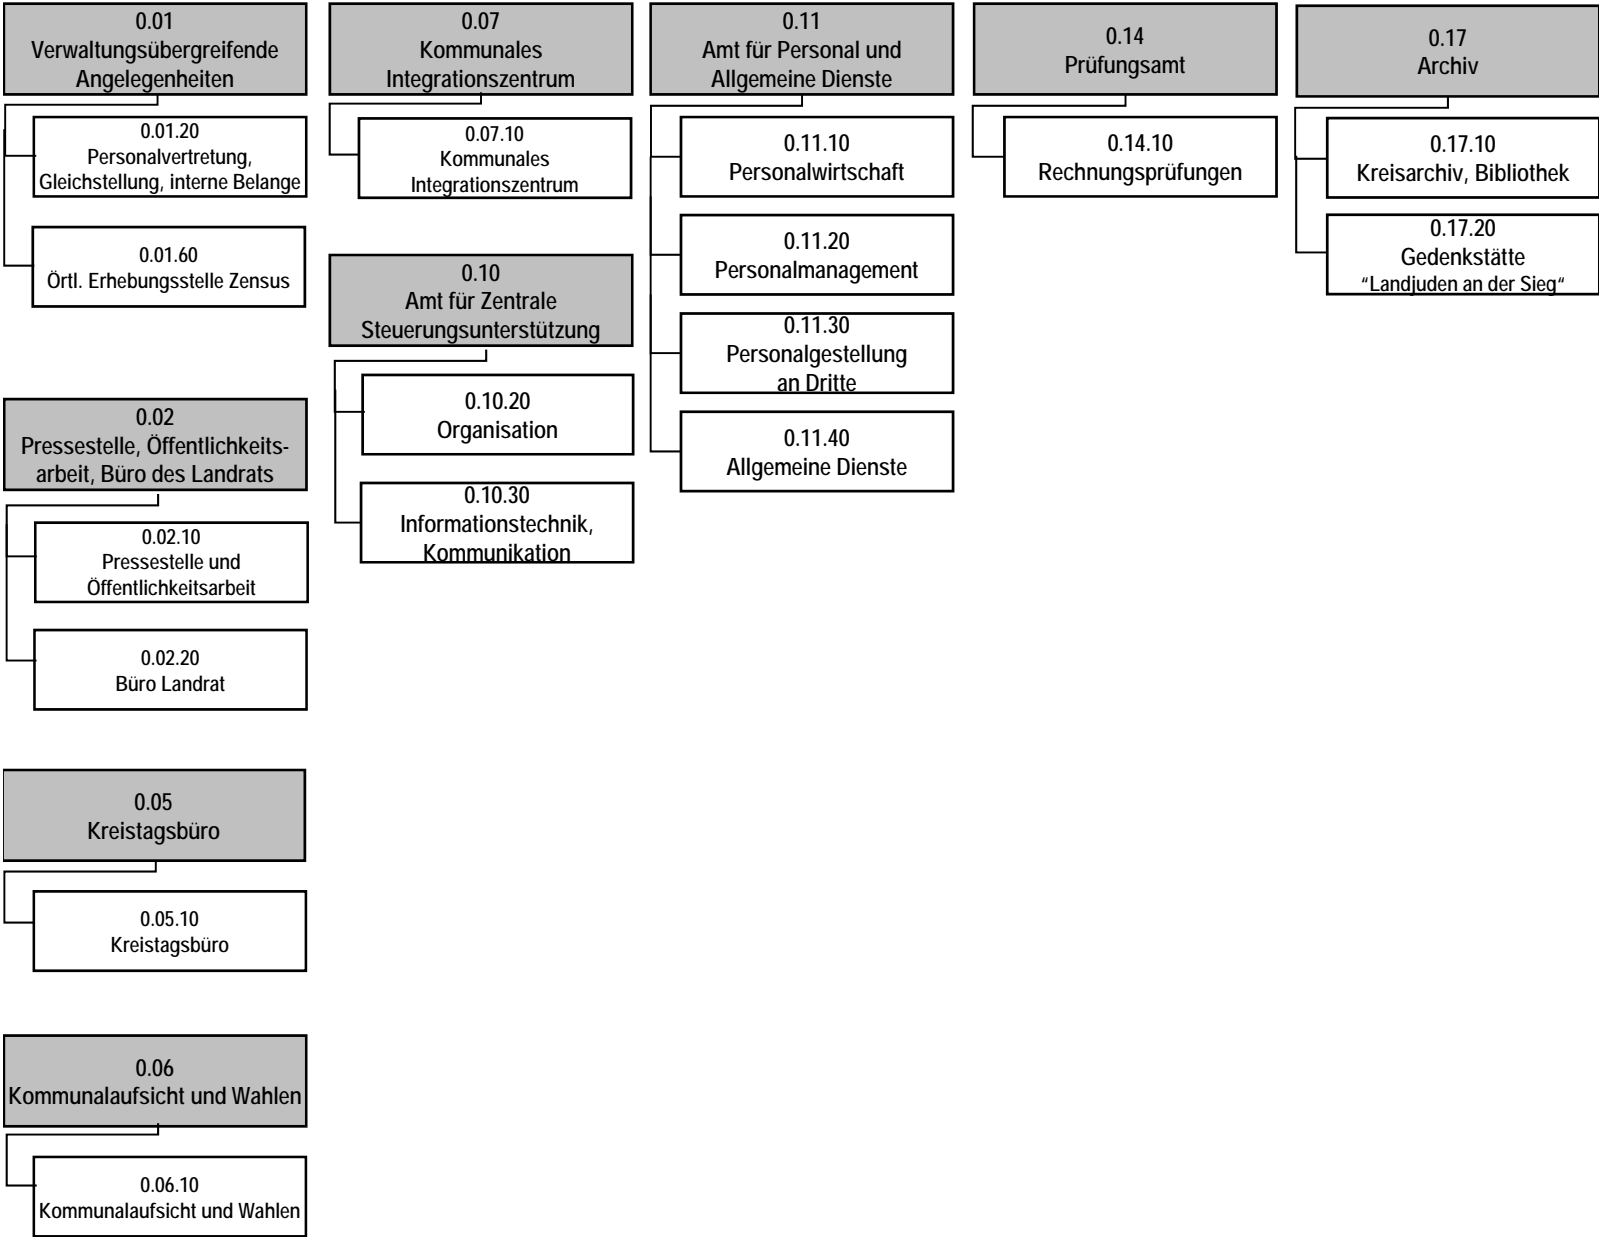 0.01
Verwaltungsübergreifende
Angelegenheiten
0.01.20
Personalvertretung,
Gleichstellung, interne Belange
0.01.60
Örtl. Erhebungsstelle Zensus
0.02
Pressestelle, Öffentlichkeits-
arbeit, Büro des Landrats
0.02.10
Pressestelle und
Öffentlichkeitsarbeit
0.02.20
Büro Landrat
0.05
Kreistagsbüro
0.05.10
Kreistagsbüro
0.06
Kommunalaufsicht und Wahlen
0.06.10
Kommunalaufsicht und Wahlen
0.07
Kommunales
Integrationszentrum
0.07.10
Kommunales
Integrationszentrum
0.10
Amt für Zentrale
Steuerungsunterstützung
0.10.20
Organisation
0.10.30
Informationstechnik,
Kommunikation
0.11
Amt für Personal und
Allgemeine Dienste
0.11.10
Personalwirtschaft
0.11.20
Personalmanagement
0.11.30
Personalgestellung
an Dritte
0.11.40
Allgemeine Dienste
0.14
Prüfungsamt
0.14.10
Rechnungsprüfungen
0.17
Archiv
0.17.10
Kreisarchiv, Bibliothek
0.17.20
Gedenkstätte
“Landjuden an der Sieg“